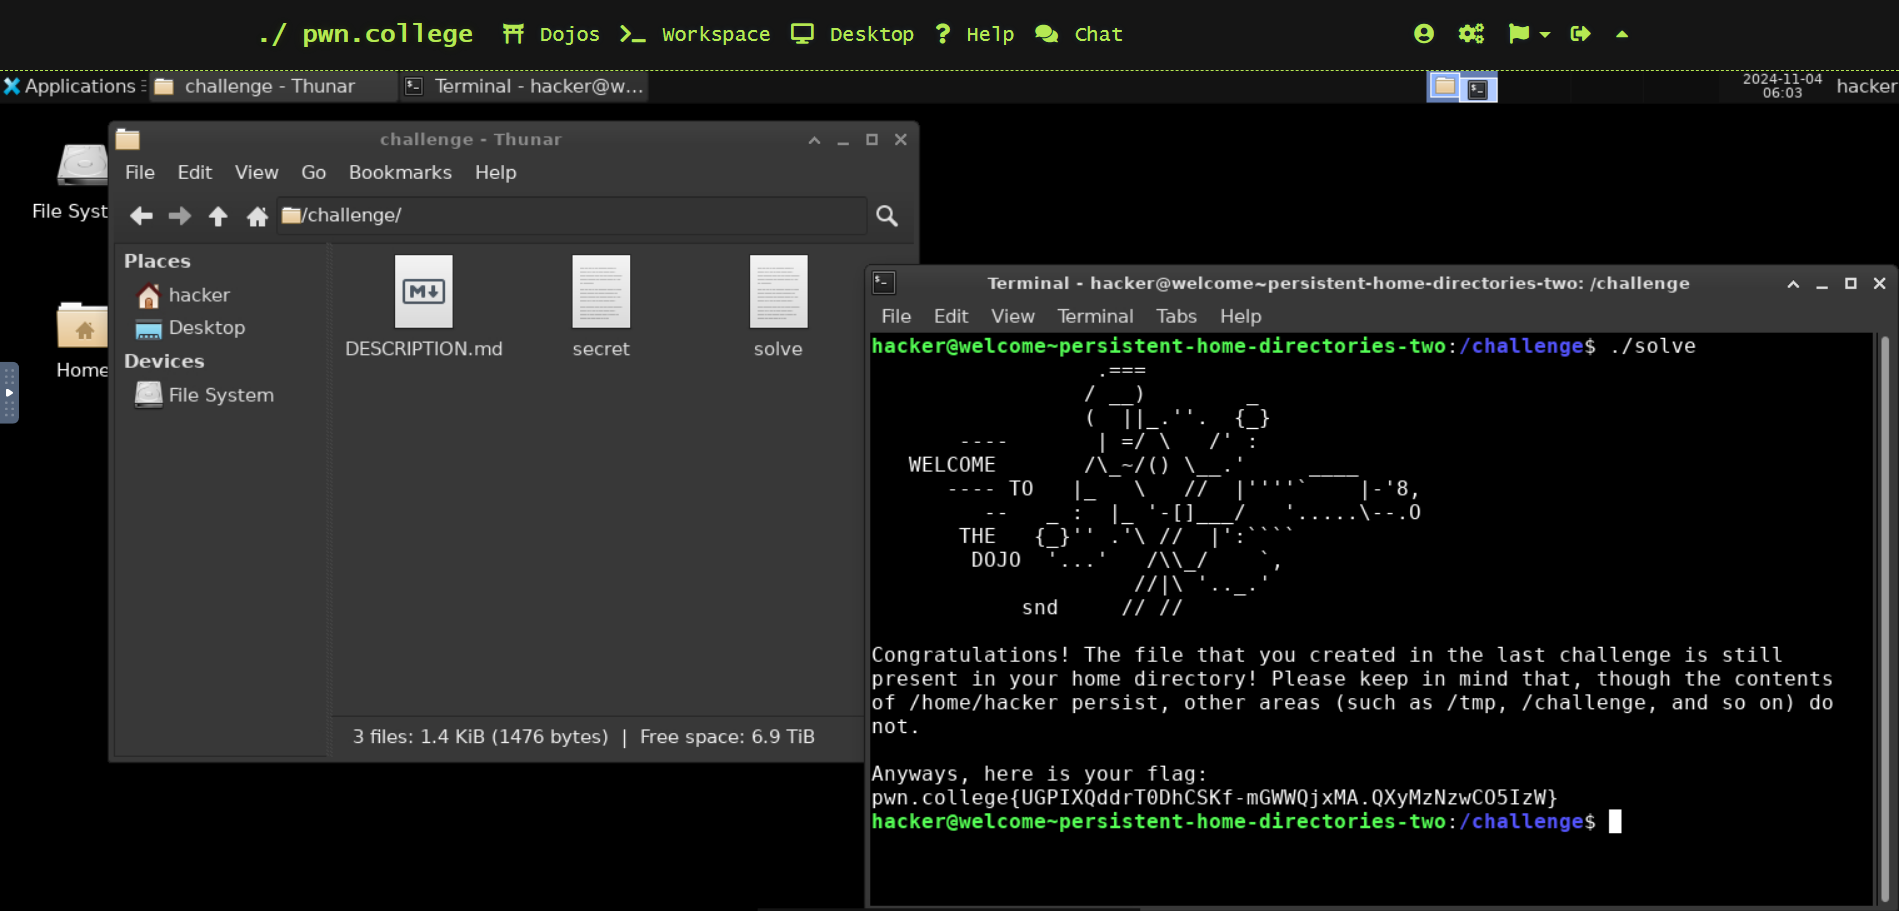 ./ pwn.college Dojos Workspace Desktop ? Help Chat
Applications challenge - Thunar Terminal - hacker@w... 2024-11-04 06:03 hacker
File Syst
Home
challenge - Thunar
File Edit View Go Bookmarks Help
/challenge/
Places
hacker
Desktop
Devices
File System
DESCRIPTION.md secret solve
3 files: 1.4 KiB (1476 bytes) | Free space: 6.9 TiB
Terminal - hacker@welcome~persistent-home-directories-two: /challenge
File Edit View Terminal Tabs Help
hacker@welcome~persistent-home-directories-two:/challenge$ ./solve
                  .===
                 / __)        _
                 (  ||_.''.  {_}
       ----       | =/ \   /' :
   WELCOME       /\_~/() \__.'     ____
      ---- TO   |_   \   //  |''''`    |-'8,
         --   _ :  |_ '-[]___/   '.....\--.O
       THE   {_}'' .'\ //  |':````
        DOJO  '...'   /\\_/    `,
                     //|\ '.._.'
            snd     // //
Congratulations! The file that you created in the last challenge is still
present in your home directory! Please keep in mind that, though the contents
of /home/hacker persist, other areas (such as /tmp, /challenge, and so on) do
not.
Anyways, here is your flag:
pwn.college{UGPIXQddrT0DhCSKf-mGWWQjxMA.QXyMzNzwCO5IzW}
hacker@welcome~persistent-home-directories-two:/challenge$